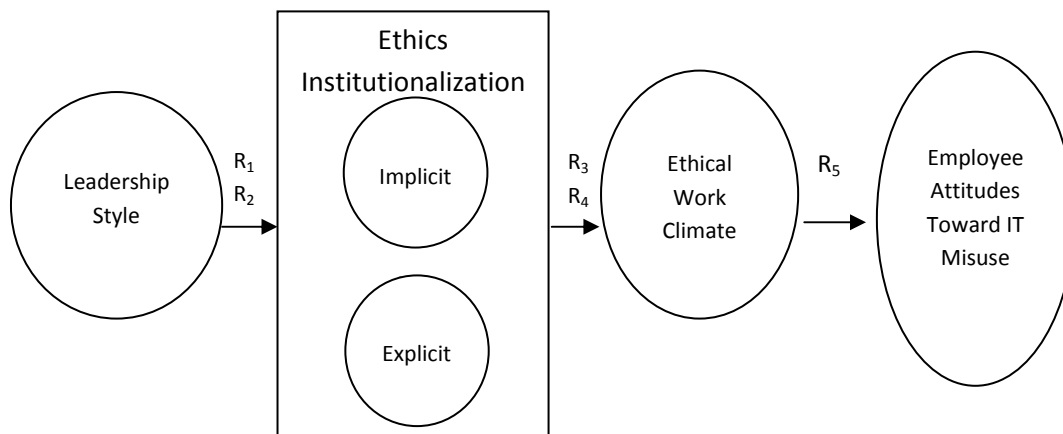 Leadership
Style
R₁
R₂
Ethics
Institutionalization
Implicit
Explicit
R₃
R₄
Ethical
Work
Climate
R₅
Employee
Attitudes
Toward IT
Misuse